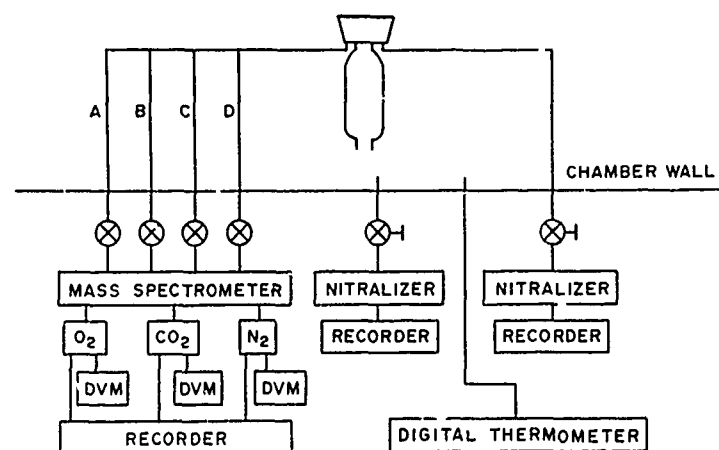 A B C D
CHAMBER WALL
MASS SPECTROMETER
NITRALIZER
NITRALIZER
O₂
CO₂
N₂
RECORDER
RECORDER
DVM
DVM
DVM
RECORDER
DIGITAL THERMOMETER